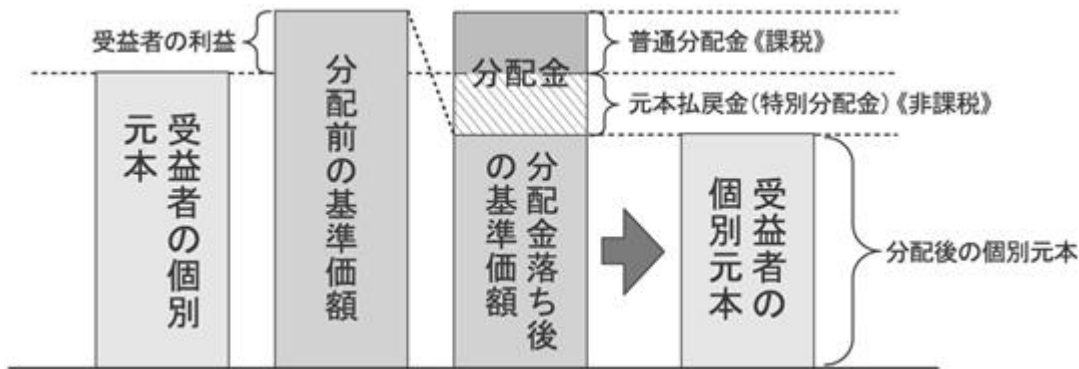 受益者の利益
受益者の個別
元本
分配前の基準価額
分配金
分配金落ち後
の基準価額
普通分配金《課税》
元本払戻金(特別分配金)《非課税》
受益者の
個別元本
分配後の個別元本